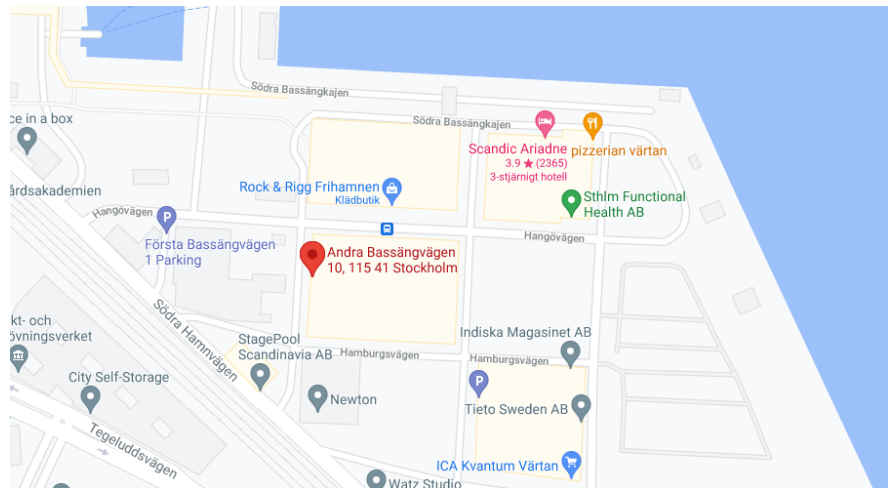 Södra Bassängkajen
Södra Bassängkajen
ce in a box
Scandic Ariadne
3.9 ★ (2365)
3-stjärnigt hotell
pizzerian värtan
årdsakademien
Rock & Rigg Frihamnen
Klädbutik
Sthlm Functional
Health AB
Hangövägen
P
Hangövägen
Första Bassängvägen
1 Parking
Andra Bassängvägen
10, 115 41 Stockholm
Södra Hamnvägen
kt- och
övningsverket
StagePool
Scandinavia AB
Indiska Magasinet AB
Hamburgsvägen
Hamburgsvägen
City Self-Storage
P
Newton
Tieto Sweden AB
Tegeluddsvägen
ICA Kvantum Värtan
Watz Studio